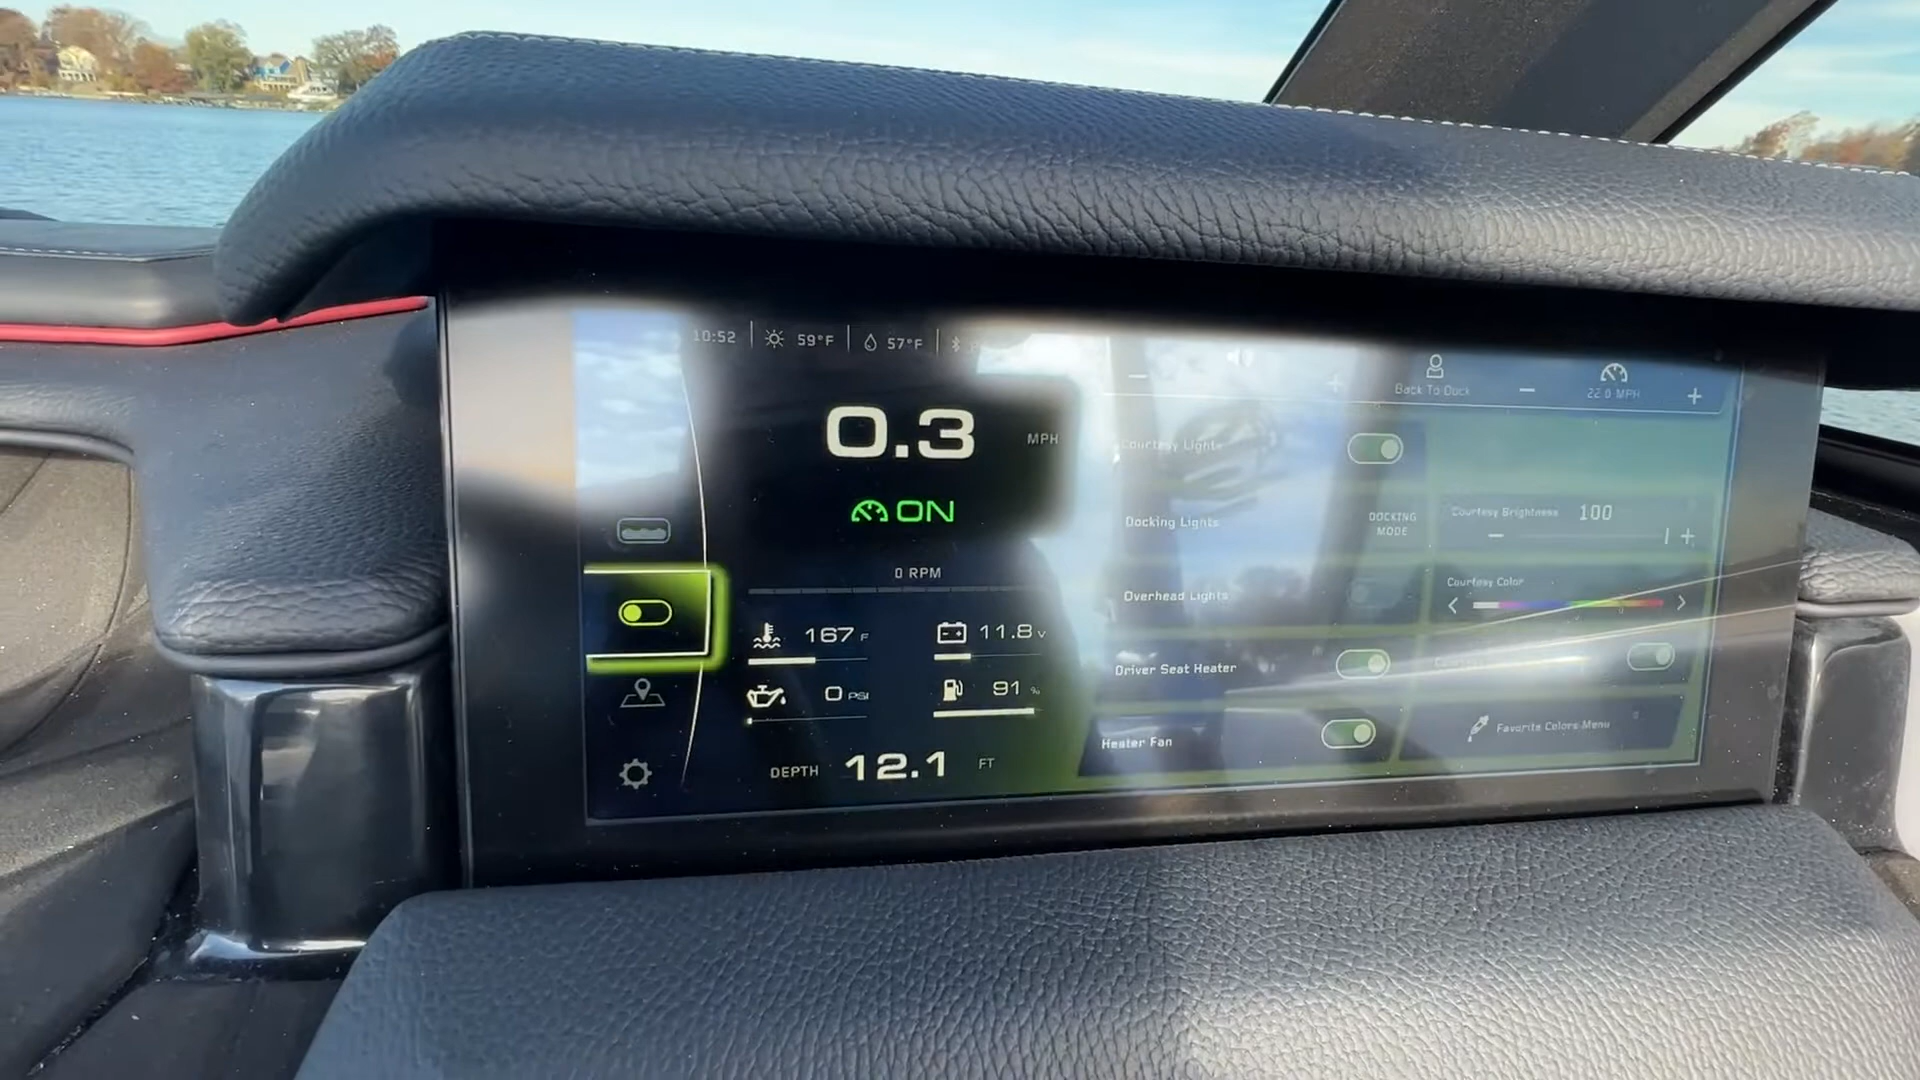 10:52 59°F 57°F
Back To Dock
22.0 MPH
0.3 MPH
ON
0 RPM
167 F 11.8 V
0 PSI 91 %
DEPTH 12.1 FT
Courtesy Lights
Docking Lights DOCKING MODE
Overhead Lights
Driver Seat Heater
Heater Fan
Courtesy Brightness 100
Courtesy Color
Favorite Colors Menu